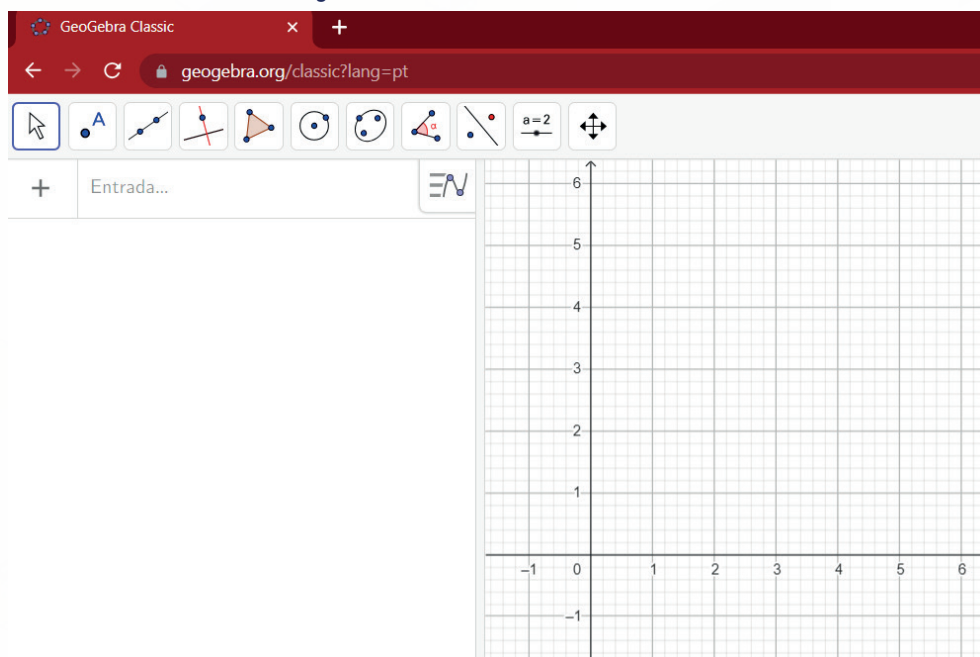 GeoGebra Classic
geogebra.org/classic?lang=pt
A
α
a = 2
Entrada...
6
5
4
3
2
1
–1 0 1 2 3 4 5 6
–1